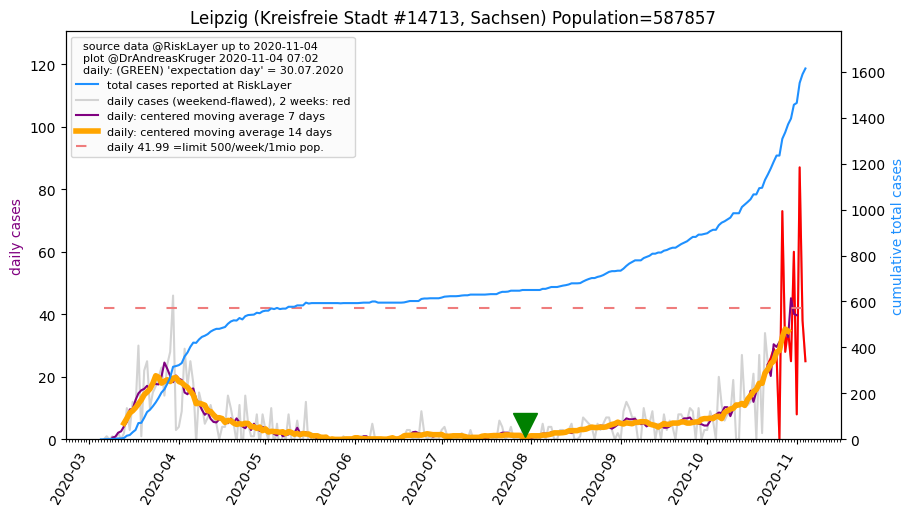 Leipzig (Kreisfreie Stadt #14713, Sachsen) Population=587857
source data @RiskLayer up to 2020-11-04
plot @DrAndreasKruger 2020-11-04 07:02
daily: (GREEN) 'expectation day' = 30.07.2020
total cases reported at RiskLayer
daily cases (weekend-flawed), 2 weeks: red
daily: centered moving average 7 days
daily: centered moving average 14 days
daily 41.99 =limit 500/week/1mio pop.
daily cases
120
100
80
60
40
20
0
cumulative total cases
1600
1400
1200
1000
800
600
400
200
0
2020-03
2020-04
2020-05
2020-06
2020-07
2020-08
2020-09
2020-10
2020-11